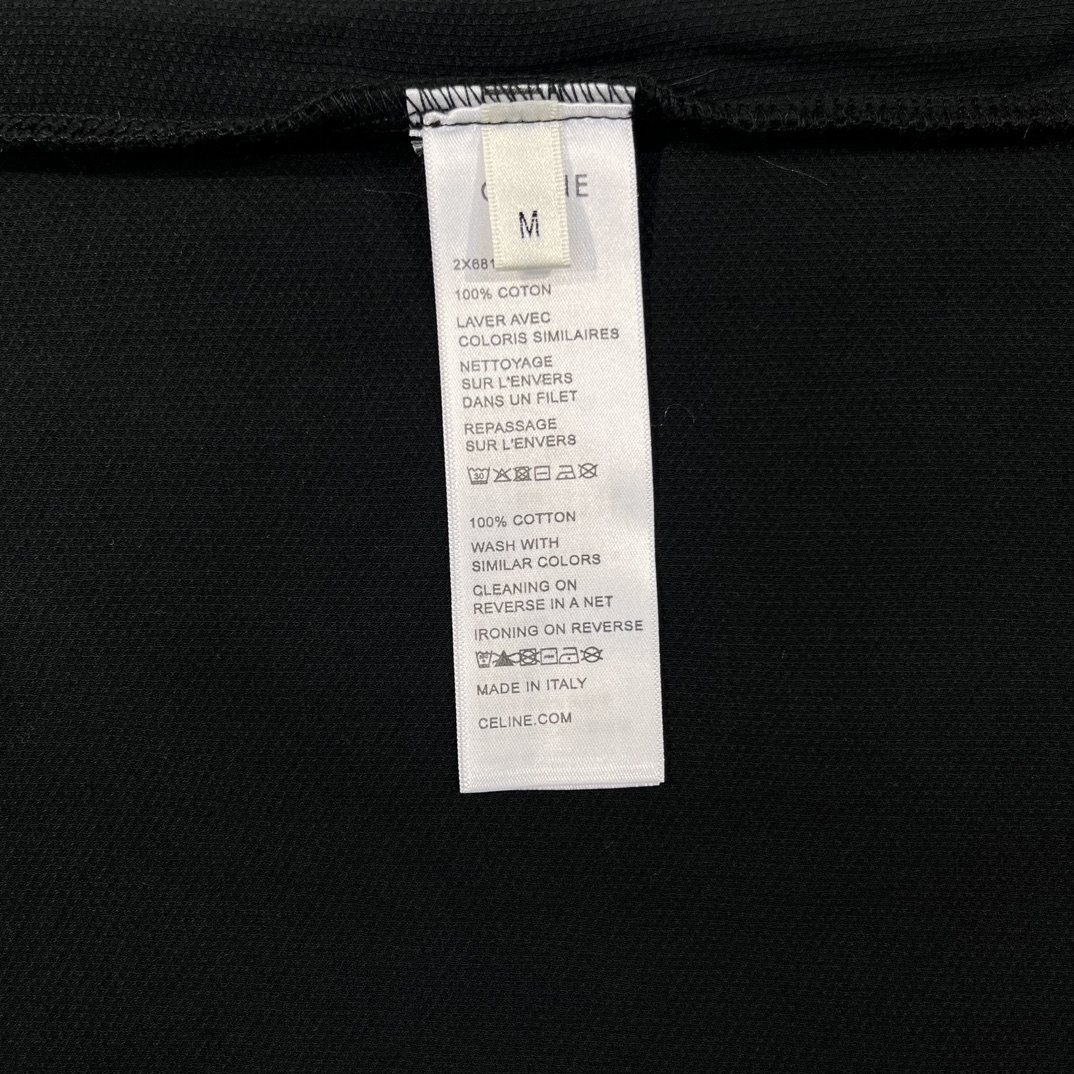 M
2X681
100% COTON
LAVER AVEC
COLORIS SIMILAIRES
NETTOYAGE
SUR L'ENVERS
DANS UN FILET
REPASSAGE
SUR L'ENVERS
30
100% COTTON
WASH WITH
SIMILAR COLORS
CLEANING ON
REVERSE IN A NET
IRONING ON REVERSE
MADE IN ITALY
CELINE.COM